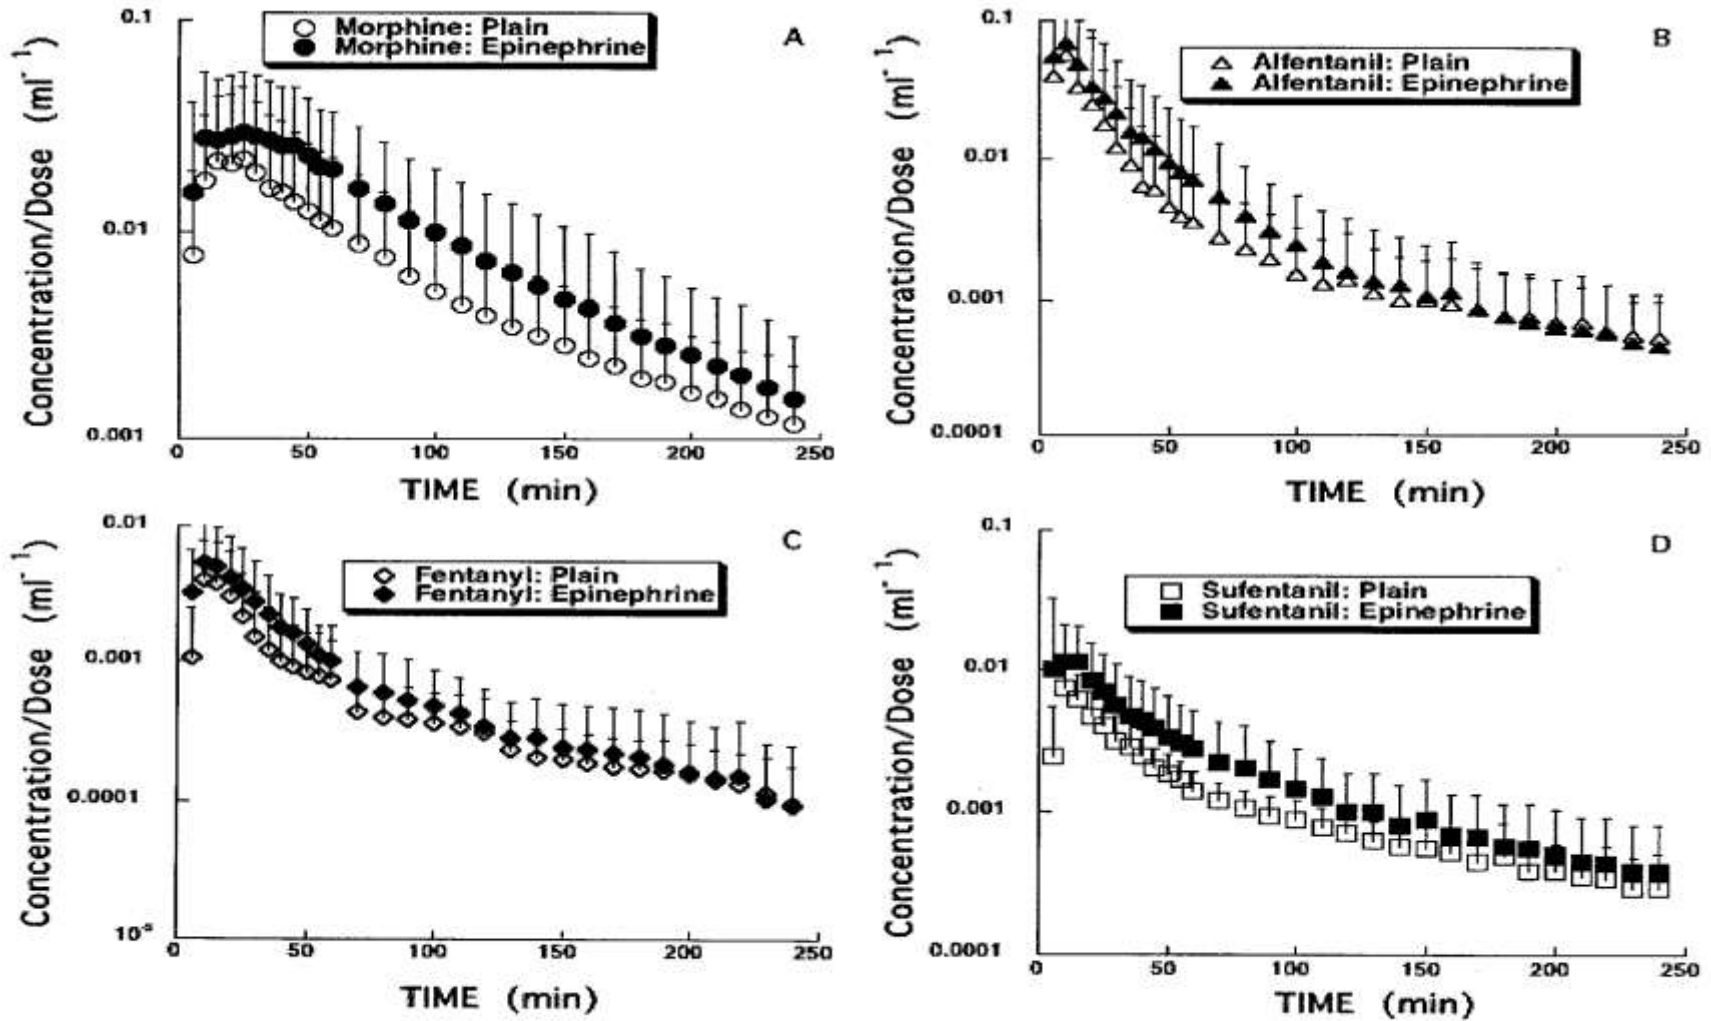 0.1
Morphine: Plain
Morphine: Epinephrine
A
0.01
0.001
Concentration/Dose (ml⁻¹)
0 50 100 150 200 250
TIME (min)
0.1
B
Alfentanil: Plain
Alfentanil: Epinephrine
0.01
0.001
0.0001
Concentration/Dose (ml⁻¹)
0 50 100 150 200 250
TIME (min)
0.01
C
Fentanyl: Plain
Fentanyl: Epinephrine
0.001
0.0001
10⁻⁵
Concentration/Dose (ml⁻¹)
0 50 100 150 200 250
TIME (min)
0.1
D
Sufentanil: Plain
Sufentanil: Epinephrine
0.01
0.001
0.0001
Concentration/Dose (ml⁻¹)
0 50 100 150 200 250
TIME (min)